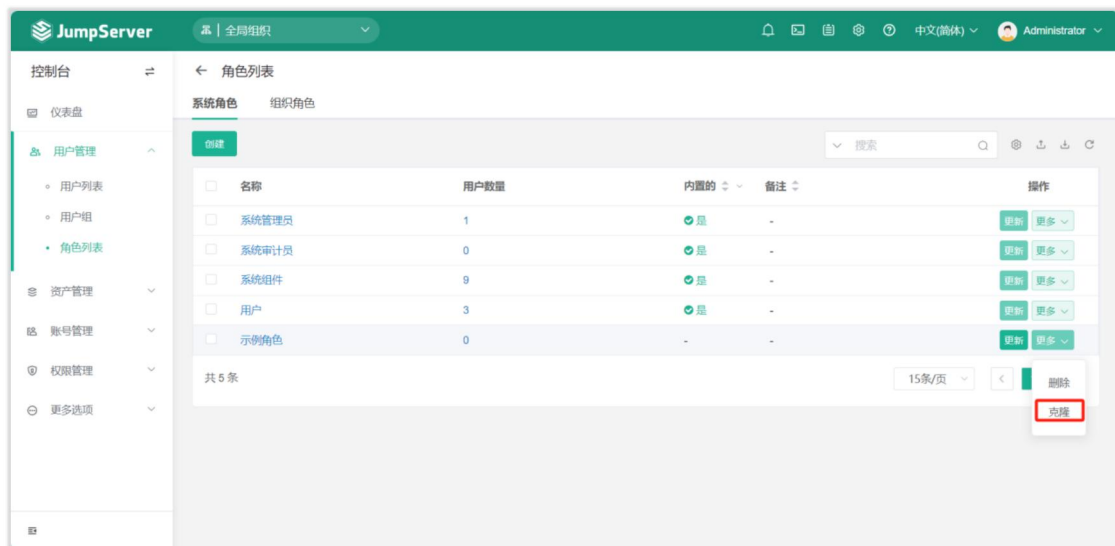 JumpServer 全局组织 中文(简体) Administrator
控制台
仪表盘
用户管理
用户列表
用户组
角色列表
资产管理
账号管理
权限管理
更多选项
角色列表
系统角色 组织角色
创建 搜索
名称 用户数量 内置的 备注 操作
系统管理员 1 是 - 更新 更多
系统审计员 0 是 - 更新 更多
系统组件 9 是 - 更新 更多
用户 3 是 - 更新 更多
示例角色 0 - - 更新 更多
共 5 条 15条/页
删除
克隆